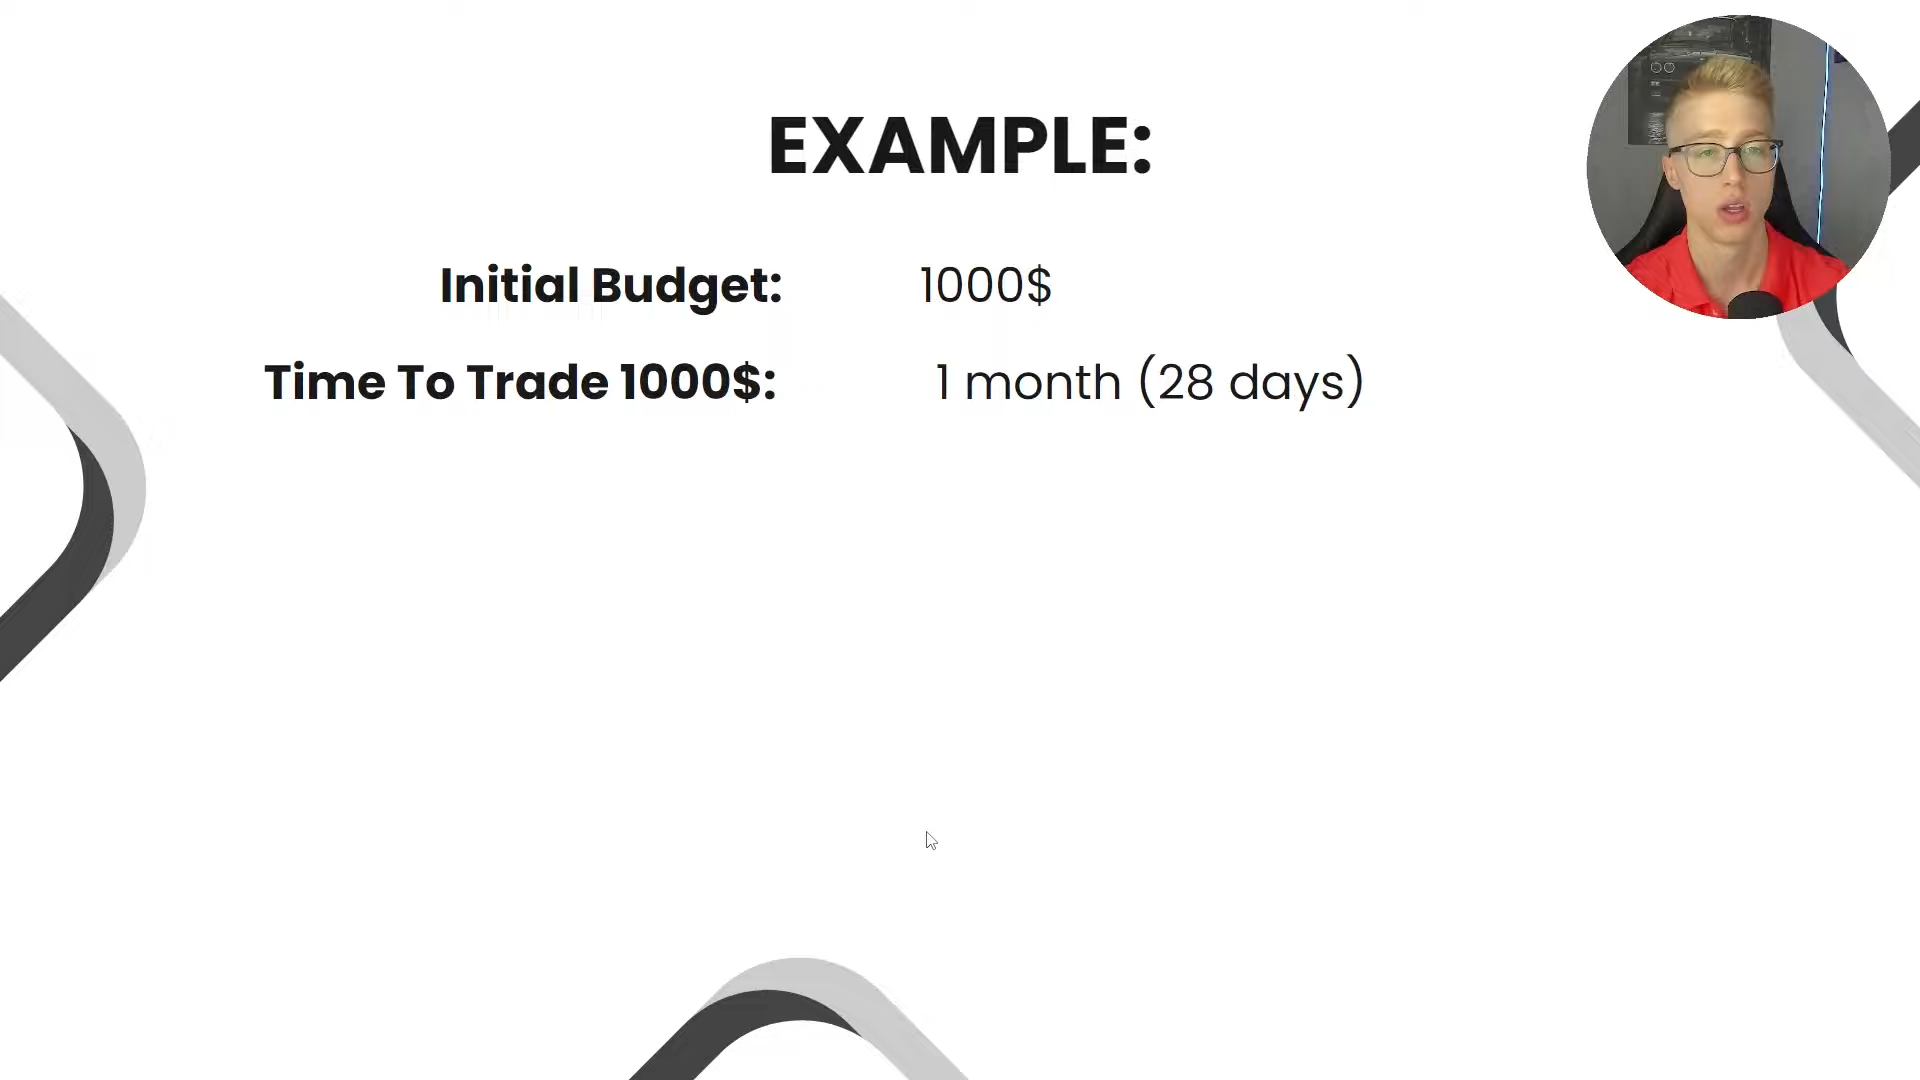 EXAMPLE:
Initial Budget: 1000$
Time To Trade 1000$: 1 month (28 days)